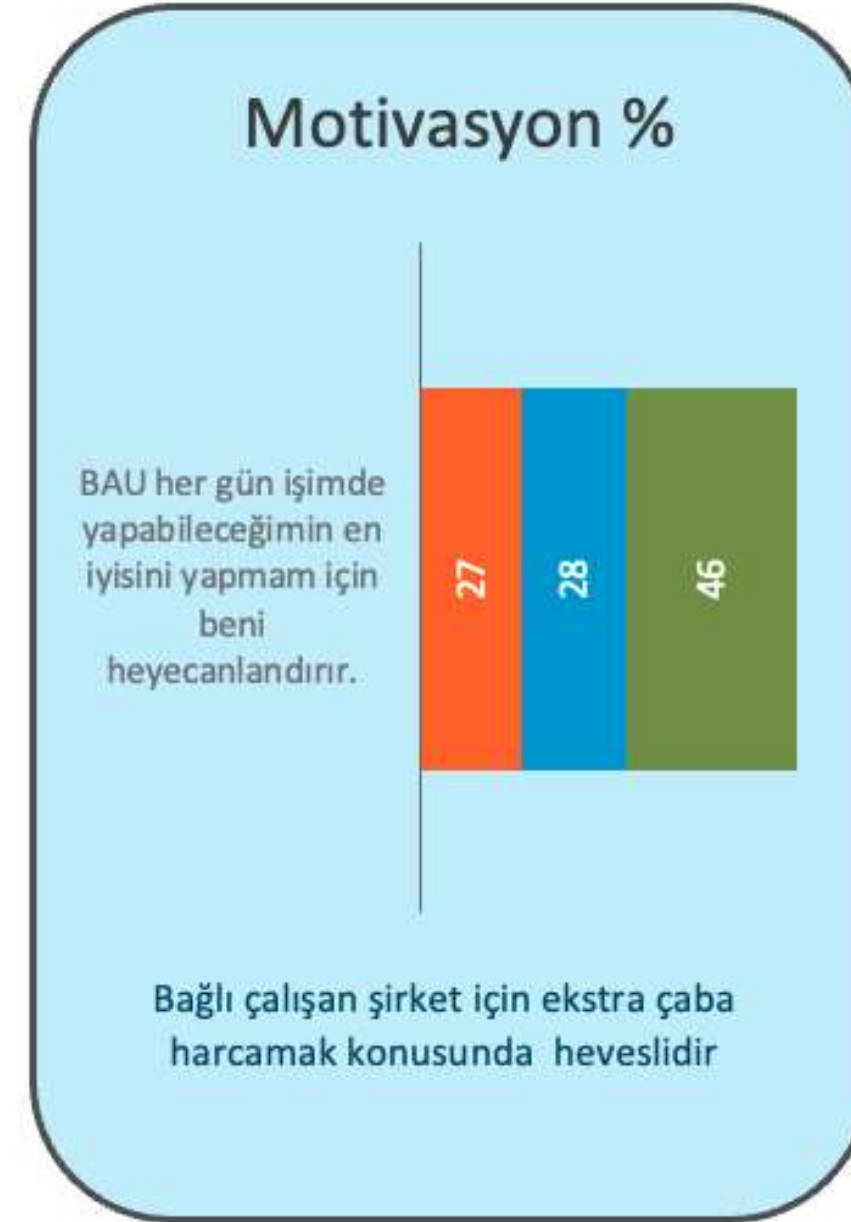 Motivasyon %
BAU her gün işimde
yapabileceğimin en
iyisini yapmam için
beni
heyecanlandırır.
27
28
46
Bağlı çalışan şirket için ekstra çaba
harcamak konusunda heveslidir